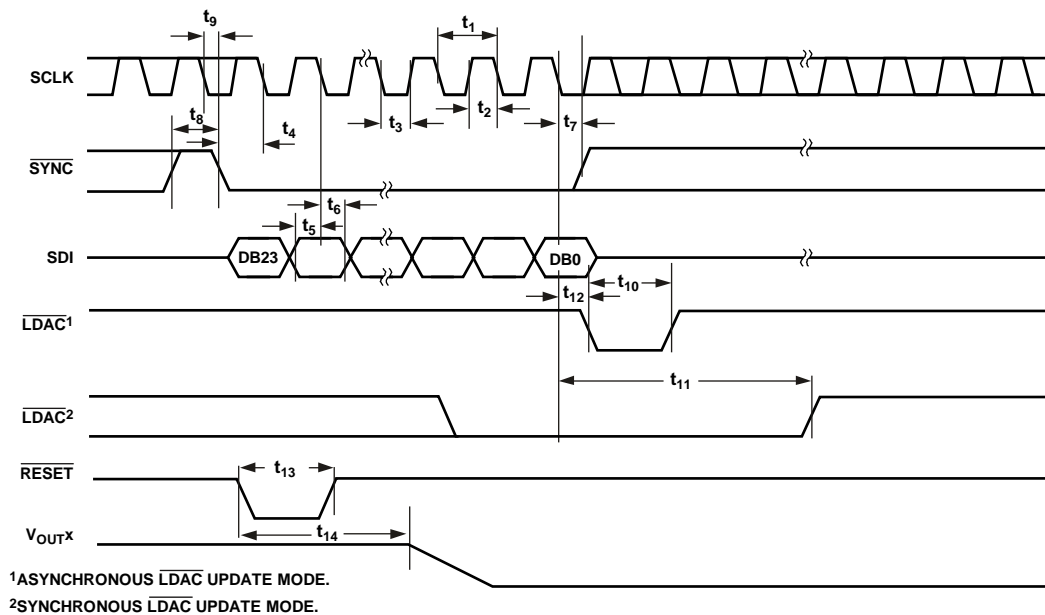 t9
t1
SCLK
t8
t4
t3
t2
t7
SYNC
t6
t5
SDI
DB23
DB0
t12
t10
LDAC1
t11
LDAC2
RESET
t13
t14
VOUTx
1ASYNCHRONOUS LDAC UPDATE MODE.
2SYNCHRONOUS LDAC UPDATE MODE.